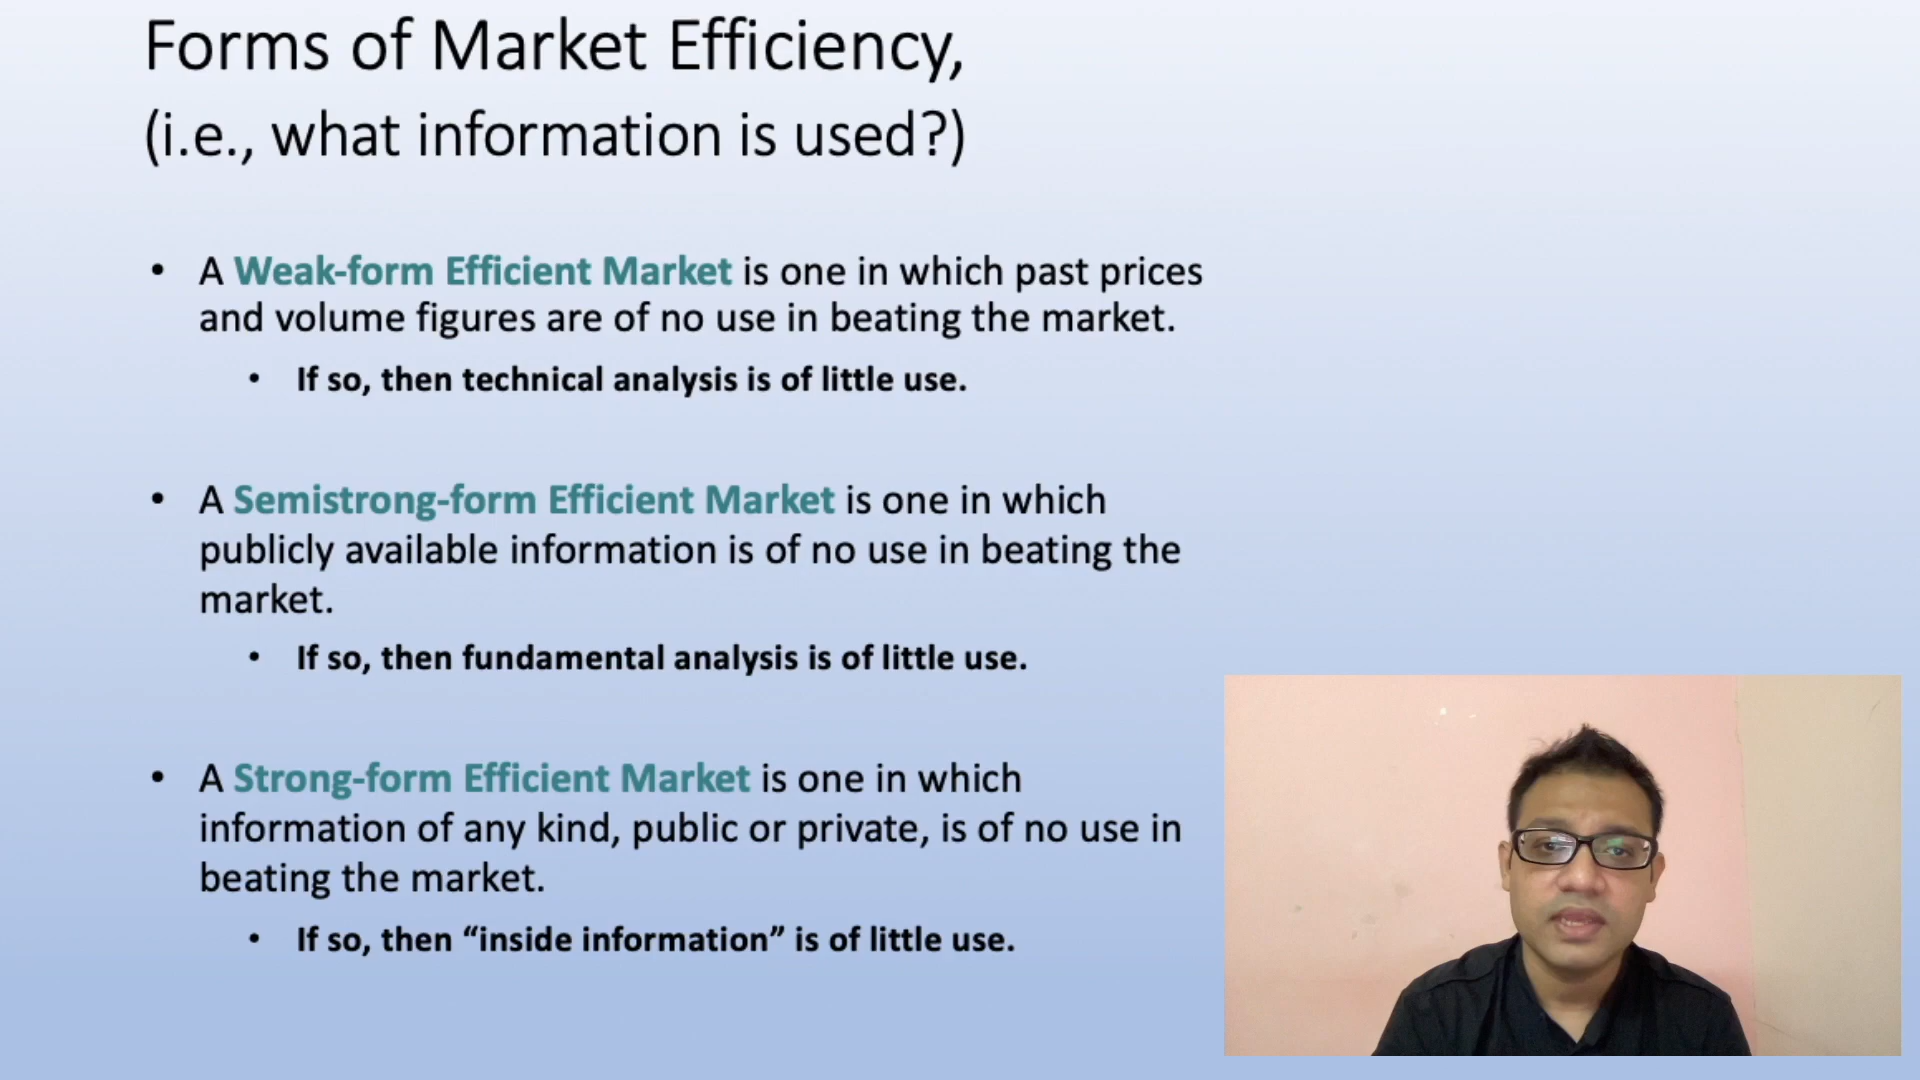 Forms of Market Efficiency,
(i.e., what information is used?)
• A Weak-form Efficient Market is one in which past prices
and volume figures are of no use in beating the market.
• If so, then technical analysis is of little use.
• A Semistrong-form Efficient Market is one in which
publicly available information is of no use in beating the
market.
• If so, then fundamental analysis is of little use.
• A Strong-form Efficient Market is one in which
information of any kind, public or private, is of no use in
beating the market.
• If so, then “inside information” is of little use.